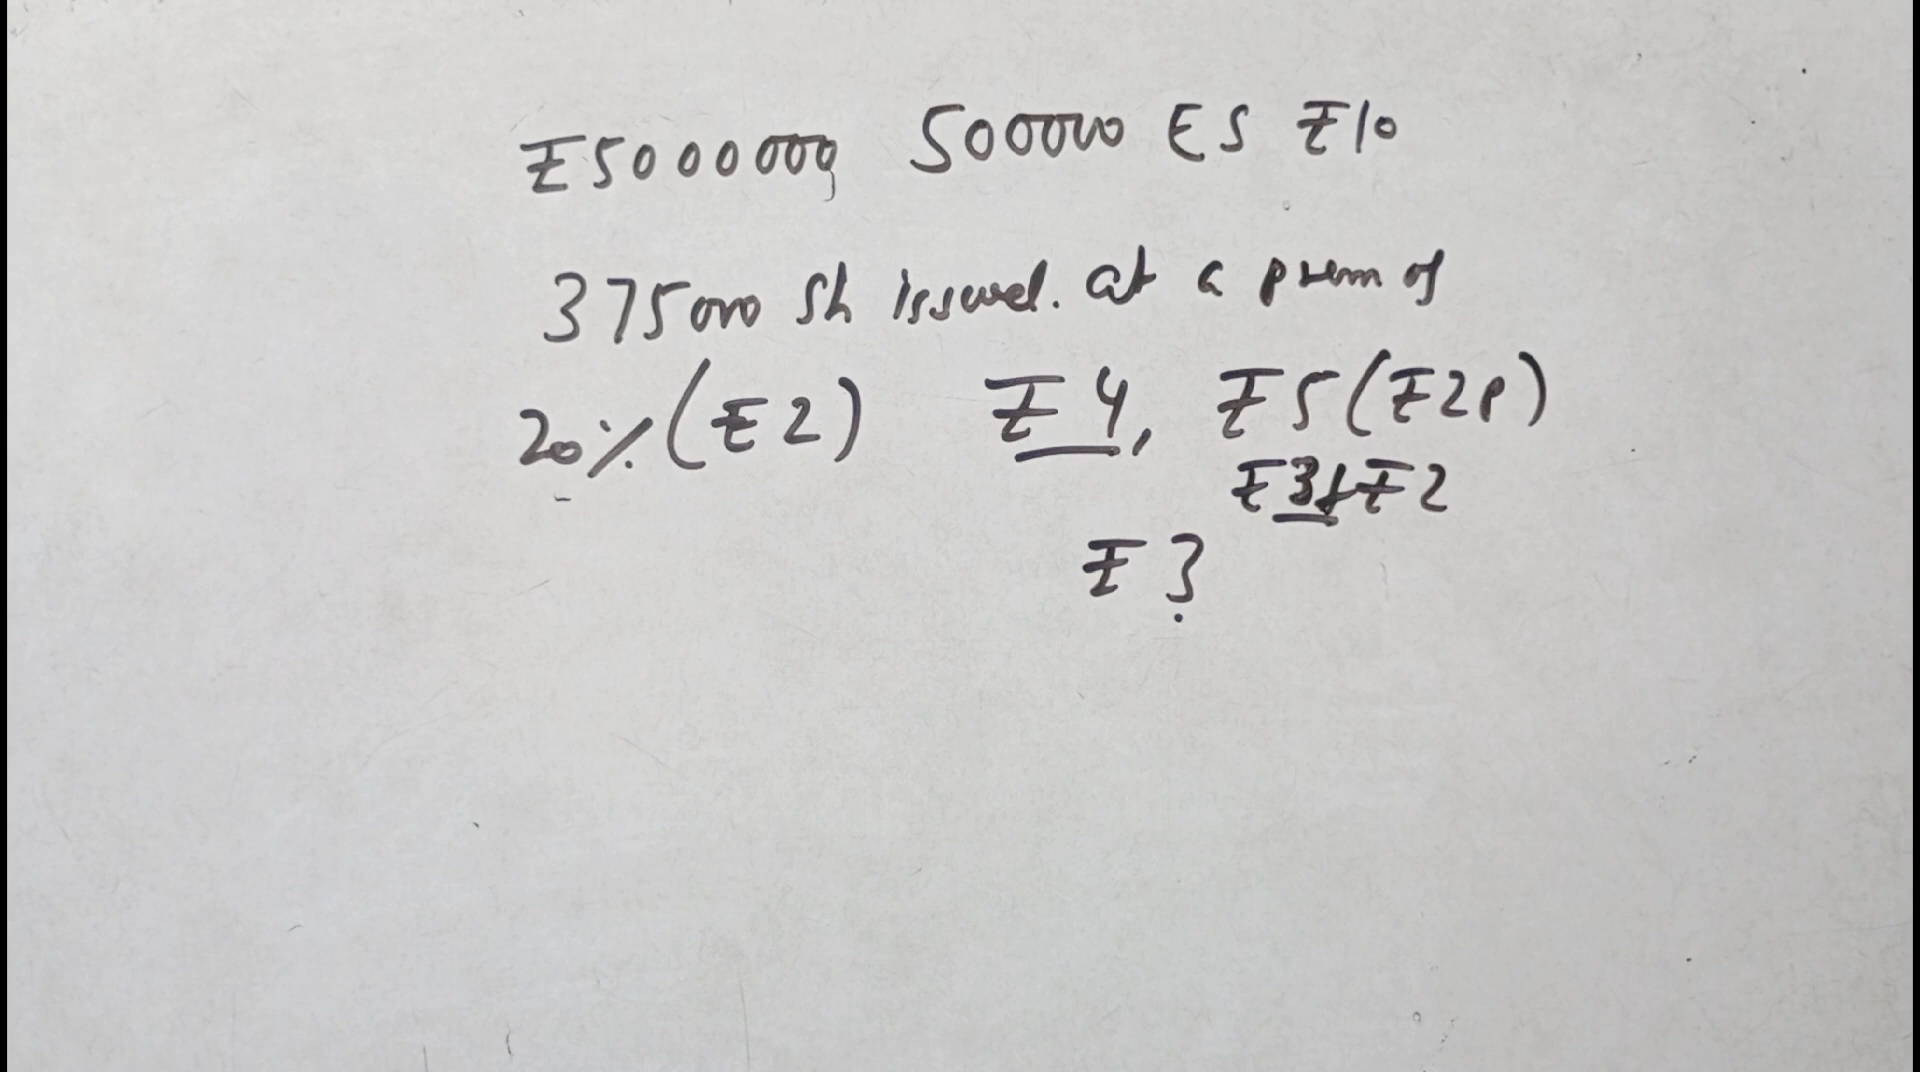 ₹5000000, 500000 ES ₹10
375000 Sh issued. at a prem of
20% (₹2) ₹4, ₹5 (₹2P)
₹3+₹2
₹3.